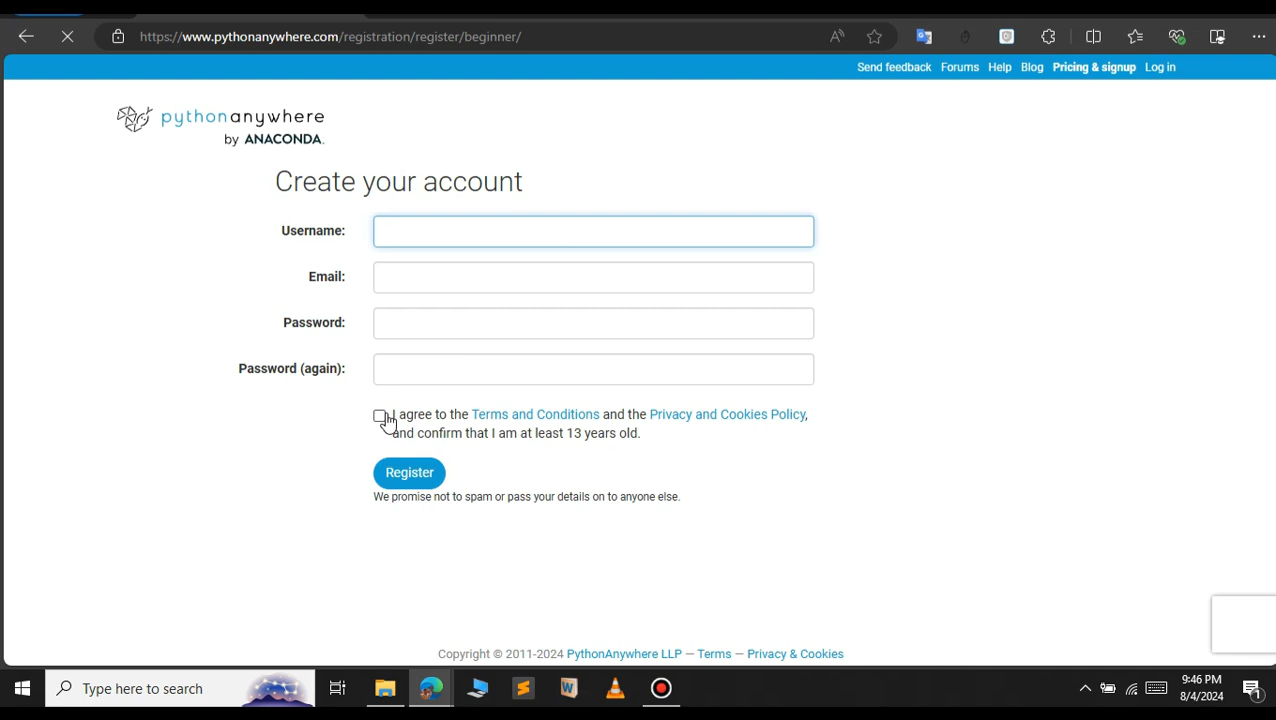 https://www.pythonanywhere.com/registration/register/beginner/
Send feedback Forums Help Blog Pricing & signup Log in
pythonanywhere
by ANACONDA.
Create your account
Username:
Email:
Password:
Password (again):
I agree to the Terms and Conditions and the Privacy and Cookies Policy,
and confirm that I am at least 13 years old.
Register
We promise not to spam or pass your details on to anyone else.
Copyright © 2011-2024 PythonAnywhere LLP — Terms — Privacy & Cookies
Type here to search
9:46 PM
8/4/2024
1